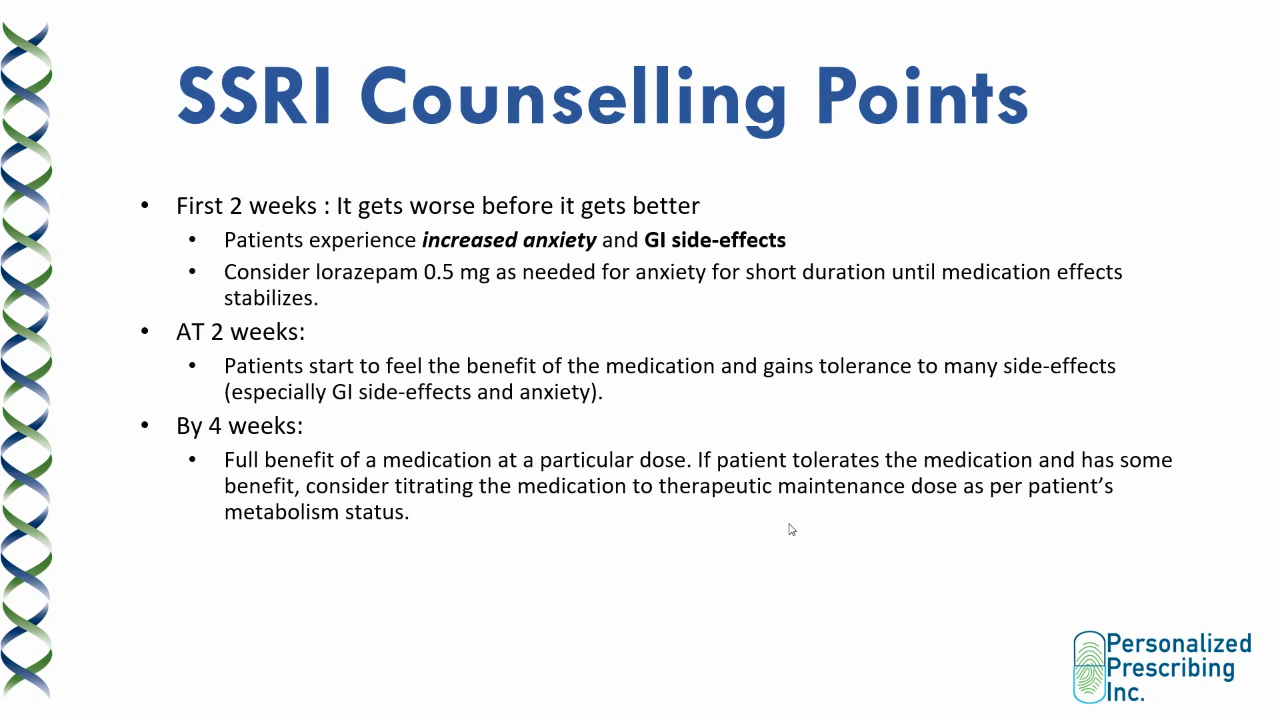 SSRI Counselling Points
• First 2 weeks : It gets worse before it gets better
• Patients experience increased anxiety and GI side-effects
• Consider lorazepam 0.5 mg as needed for anxiety for short duration until medication effects
stabilizes.
• AT 2 weeks:
• Patients start to feel the benefit of the medication and gains tolerance to many side-effects
(especially GI side-effects and anxiety).
• By 4 weeks:
• Full benefit of a medication at a particular dose. If patient tolerates the medication and has some
benefit, consider titrating the medication to therapeutic maintenance dose as per patient’s
metabolism status.
Personalized
Prescribing
Inc.